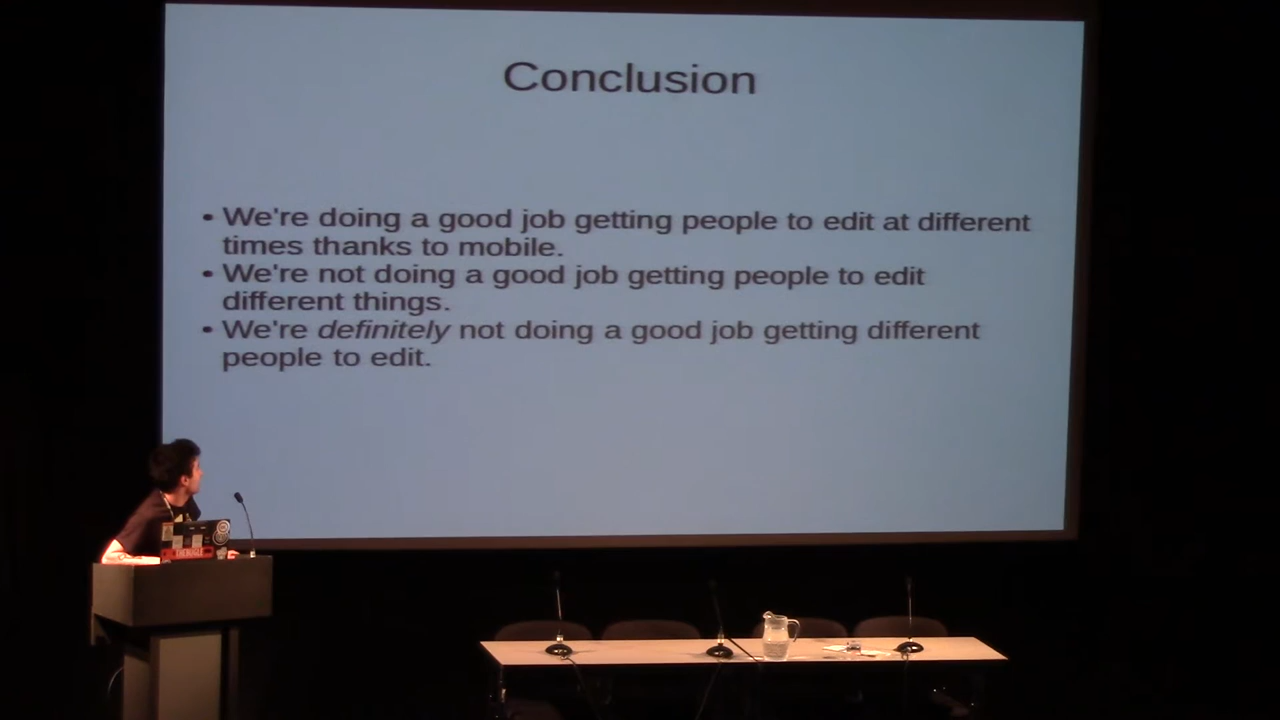 Conclusion
• We're doing a good job getting people to edit at different
times thanks to mobile.
• We're not doing a good job getting people to edit
different things.
• We're definitely not doing a good job getting different
people to edit.